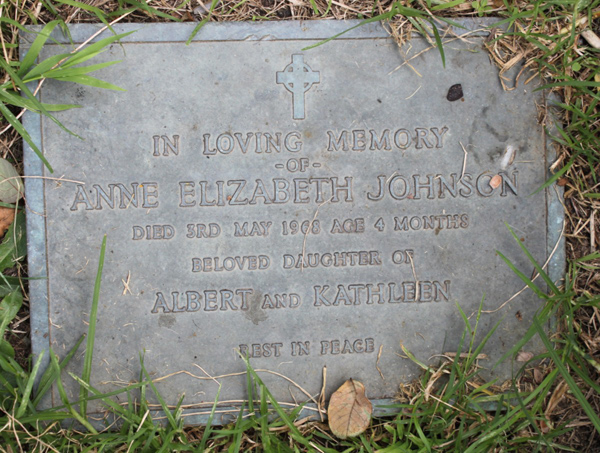 IN LOVING MEMORY
-OF-
ANNE ELIZABETH JOHNSON
DIED 3RD MAY 1968 AGE 4 MONTHS
BELOVED DAUGHTER OF
ALBERT AND KATHLEEN
REST IN PEACE